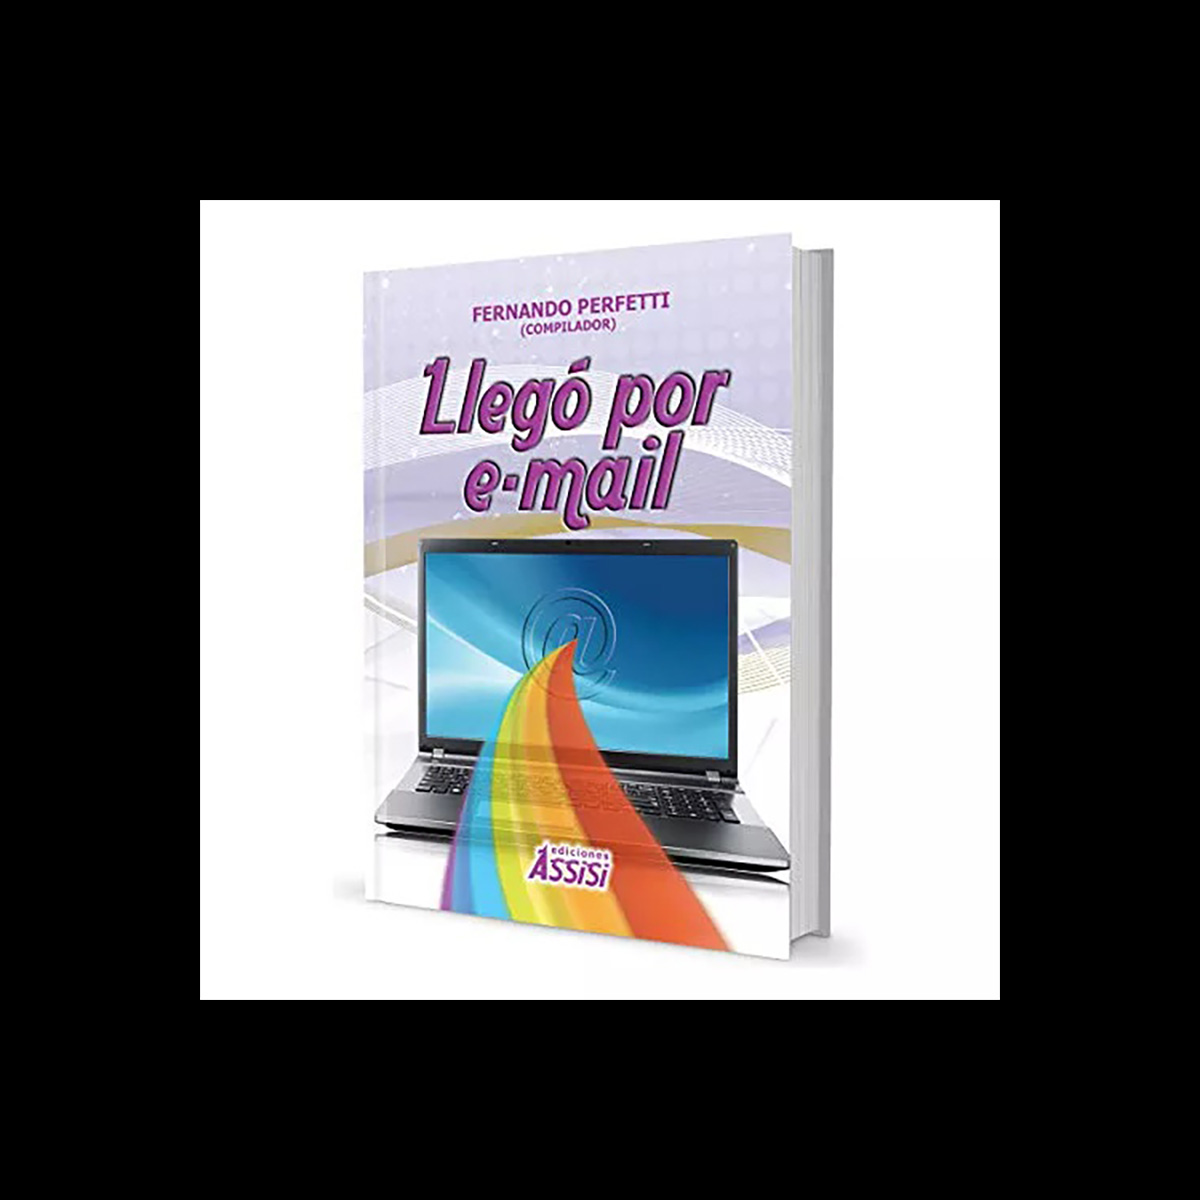 FERNANDO PERFETTI
(COMPILADOR)
Llegó por
e-mail
@
ediciones
ASSISI